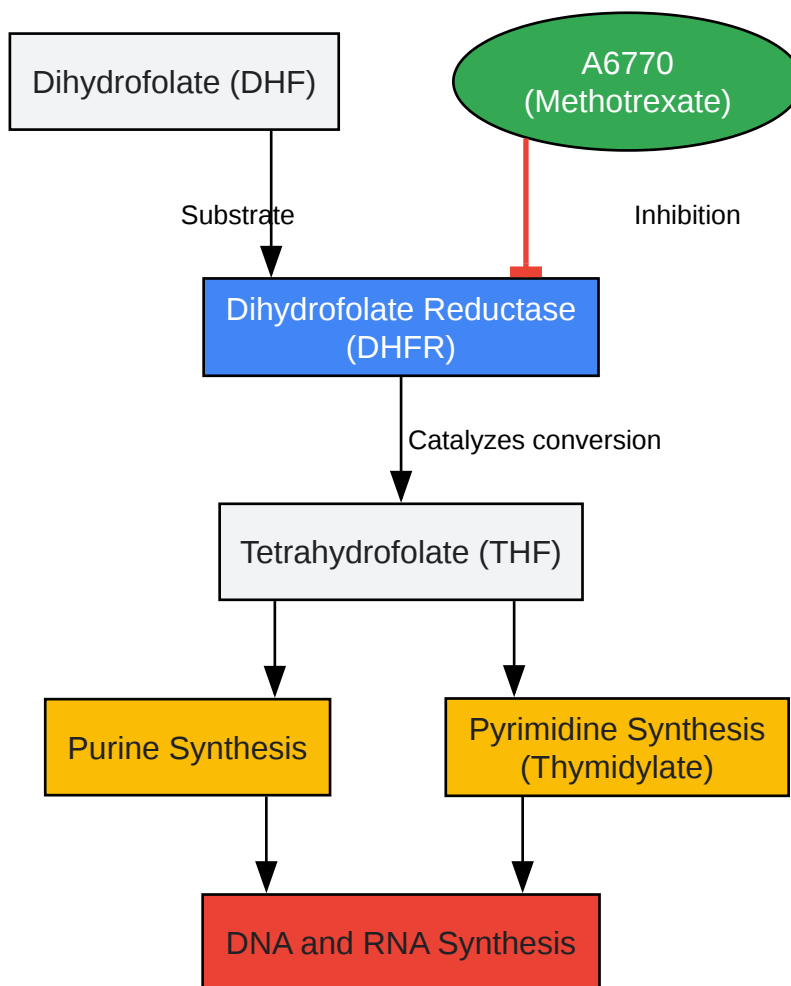 Dihydrofolate (DHF)
A6770
(Methotrexate)
Substrate
Inhibition
Dihydrofolate Reductase
(DHFR)
Catalyzes conversion
Tetrahydrofolate (THF)
Purine Synthesis
Pyrimidine Synthesis
(Thymidylate)
DNA and RNA Synthesis